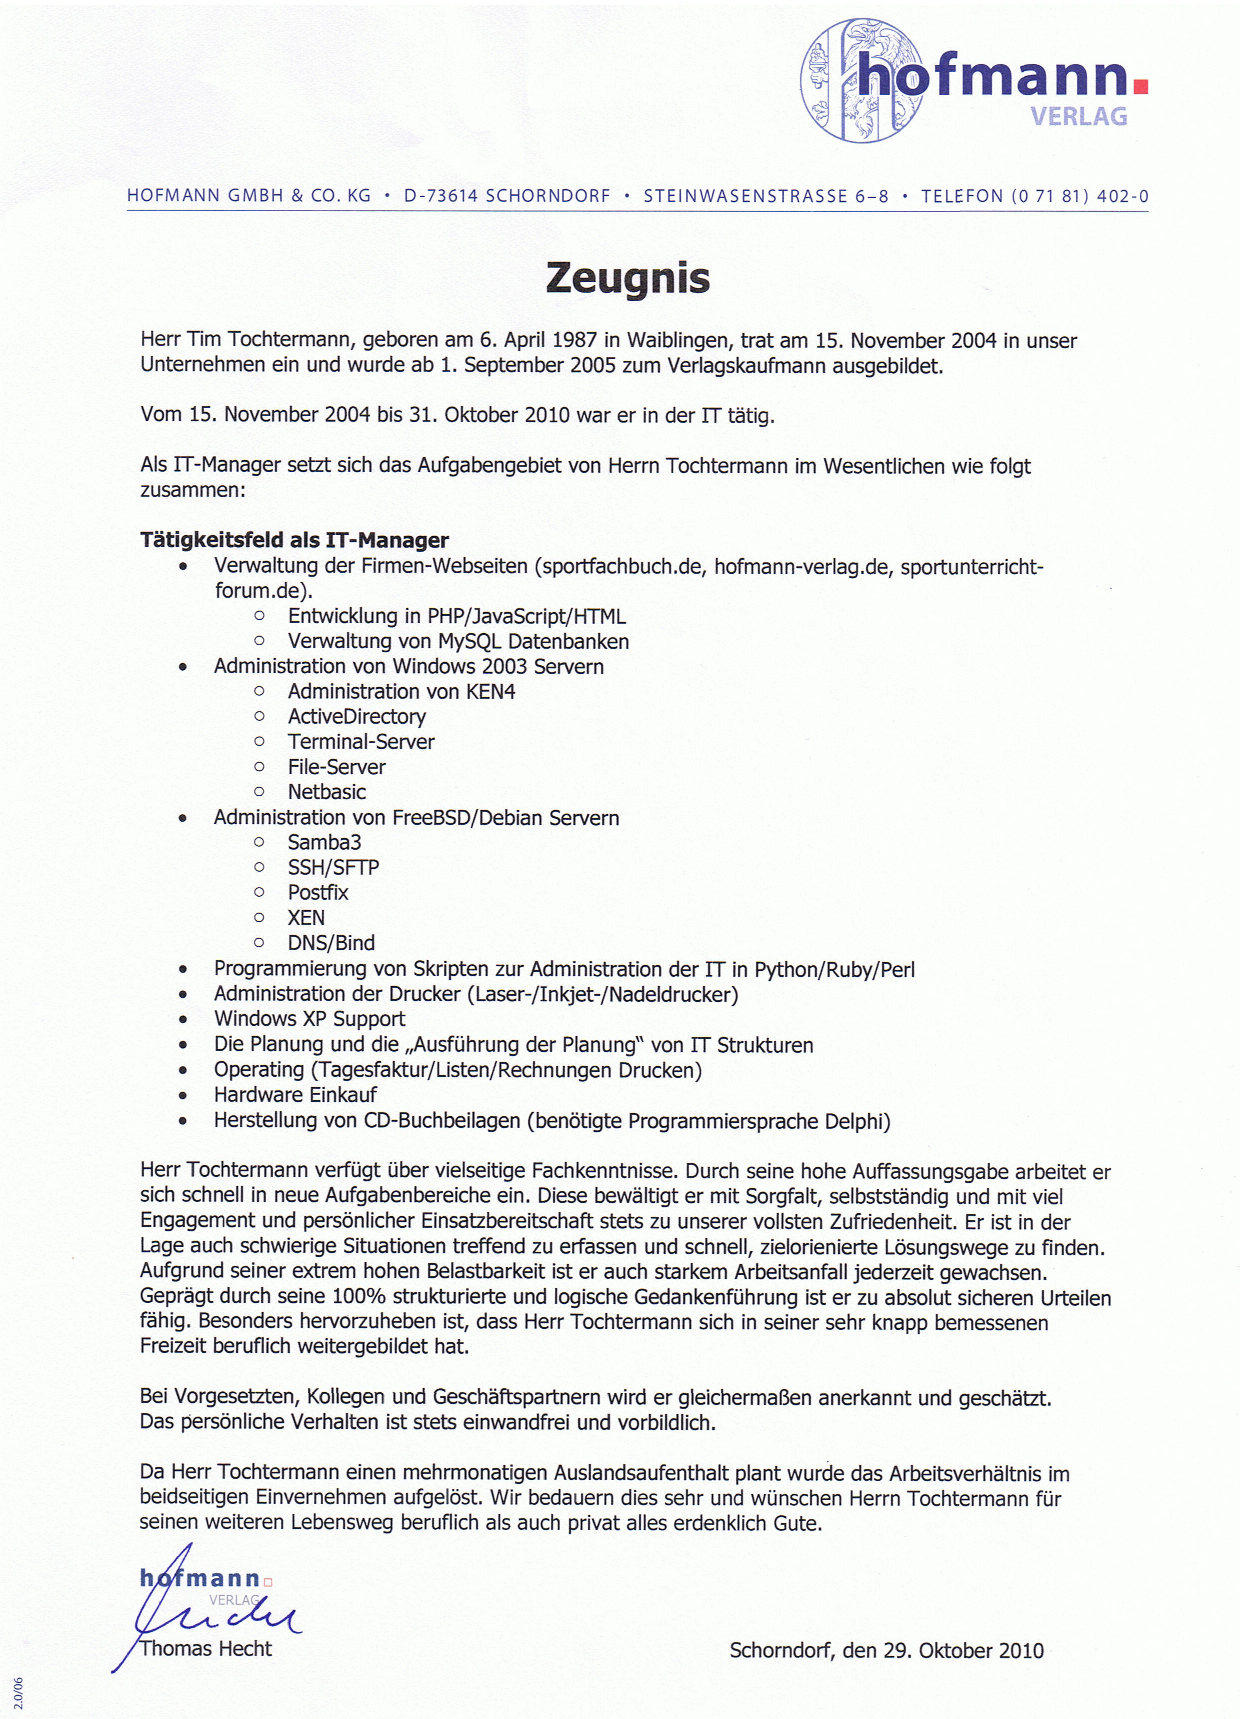 hofmann.
VERLAG
HOFMANN GMBH & CO. KG • D-73614 SCHORNDORF • STEINWASENSTRASSE 6–8 • TELEFON (0 71 81) 402-0
Zeugnis
Herr Tim Tochtermann, geboren am 6. April 1987 in Waiblingen, trat am 15. November 2004 in unser
Unternehmen ein und wurde ab 1. September 2005 zum Verlagskaufmann ausgebildet.
Vom 15. November 2004 bis 31. Oktober 2010 war er in der IT tätig.
Als IT-Manager setzt sich das Aufgabengebiet von Herrn Tochtermann im Wesentlichen wie folgt
zusammen:
Tätigkeitsfeld als IT-Manager
• Verwaltung der Firmen-Webseiten (sportfachbuch.de, hofmann-verlag.de, sportunterricht-
forum.de).
○ Entwicklung in PHP/JavaScript/HTML
○ Verwaltung von MySQL Datenbanken
• Administration von Windows 2003 Servern
○ Administration von KEN4
○ ActiveDirectory
○ Terminal-Server
○ File-Server
○ Netbasic
• Administration von FreeBSD/Debian Servern
○ Samba3
○ SSH/SFTP
○ Postfix
○ XEN
○ DNS/Bind
• Programmierung von Skripten zur Administration der IT in Python/Ruby/Perl
• Administration der Drucker (Laser-/Inkjet-/Nadeldrucker)
• Windows XP Support
• Die Planung und die „Ausführung der Planung“ von IT Strukturen
• Operating (Tagesfaktur/Listen/Rechnungen Drucken)
• Hardware Einkauf
• Herstellung von CD-Buchbeilagen (benötigte Programmiersprache Delphi)
Herr Tochtermann verfügt über vielseitige Fachkenntnisse. Durch seine hohe Auffassungsgabe arbeitet er
sich schnell in neue Aufgabenbereiche ein. Diese bewältigt er mit Sorgfalt, selbstständig und mit viel
Engagement und persönlicher Einsatzbereitschaft stets zu unserer vollsten Zufriedenheit. Er ist in der
Lage auch schwierige Situationen treffend zu erfassen und schnell, zielorienierte Lösungswege zu finden.
Aufgrund seiner extrem hohen Belastbarkeit ist er auch starkem Arbeitsanfall jederzeit gewachsen.
Geprägt durch seine 100% strukturierte und logische Gedankenführung ist er zu absolut sicheren Urteilen
fähig. Besonders hervorzuheben ist, dass Herr Tochtermann sich in seiner sehr knapp bemessenen
Freizeit beruflich weitergebildet hat.
Bei Vorgesetzten, Kollegen und Geschäftspartnern wird er gleichermaßen anerkannt und geschätzt.
Das persönliche Verhalten ist stets einwandfrei und vorbildlich.
Da Herr Tochtermann einen mehrmonatigen Auslandsaufenthalt plant wurde das Arbeitsverhältnis im
beidseitigen Einvernehmen aufgelöst. Wir bedauern dies sehr und wünschen Herrn Tochtermann für
seinen weiteren Lebensweg beruflich als auch privat alles erdenklich Gute.
hofmann
VERLAG
Thomas Hecht
Schorndorf, den 29. Oktober 2010
2.0/06